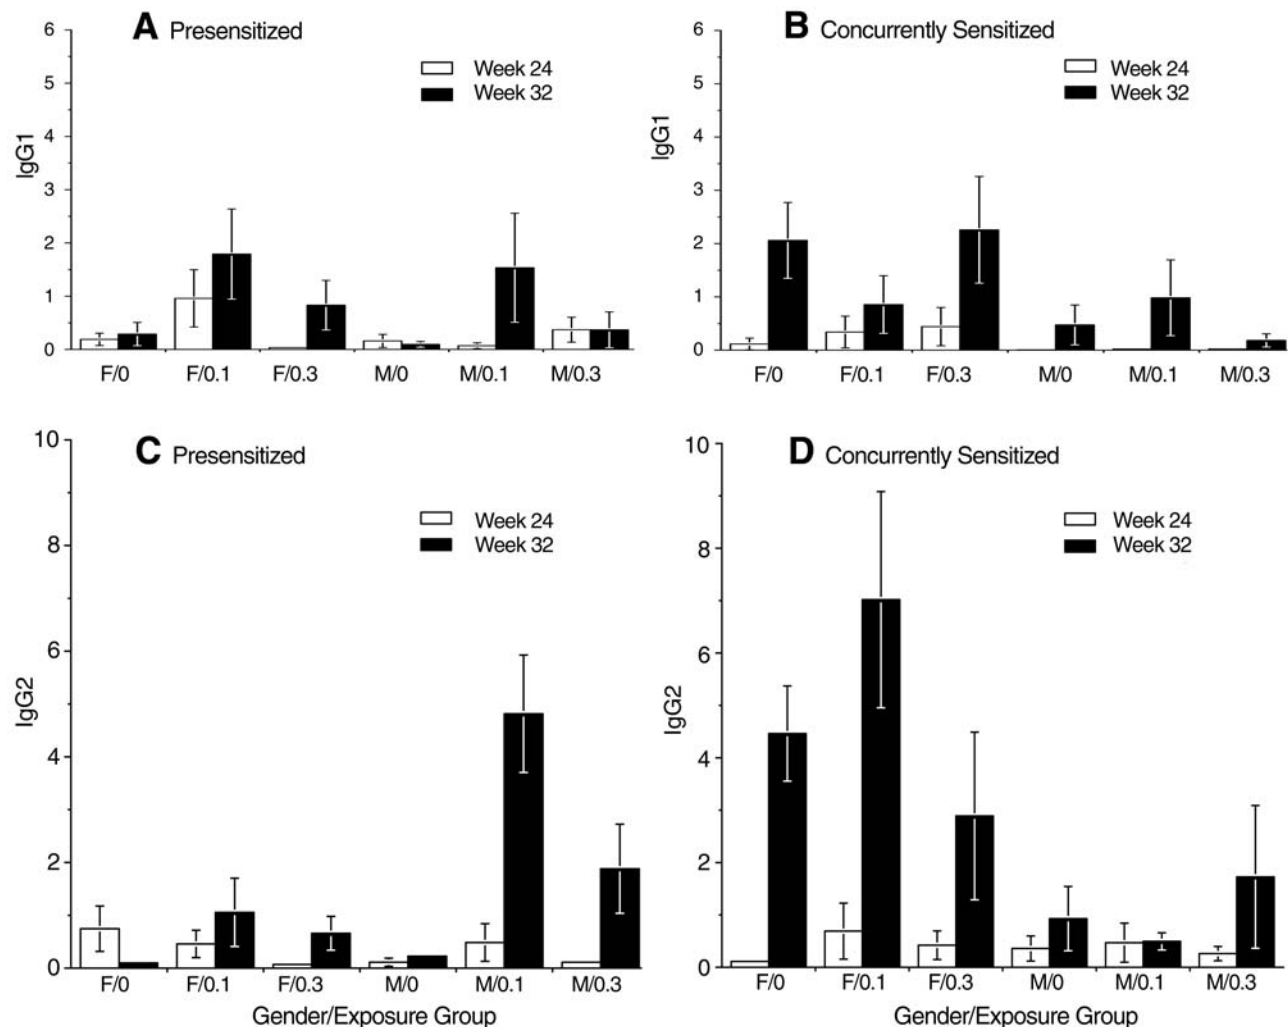 A Presensitized
Week 24
Week 32
IgG1
6
5
4
3
2
1
0
F/0 F/0.1 F/0.3 M/0 M/0.1 M/0.3
B Concurrently Sensitized
Week 24
Week 32
IgG1
6
5
4
3
2
1
0
F/0 F/0.1 F/0.3 M/0 M/0.1 M/0.3
C Presensitized
Week 24
Week 32
IgG2
10
8
6
4
2
0
F/0 F/0.1 F/0.3 M/0 M/0.1 M/0.3
Gender/Exposure Group
D Concurrently Sensitized
Week 24
Week 32
IgG2
10
8
6
4
2
0
F/0 F/0.1 F/0.3 M/0 M/0.1 M/0.3
Gender/Exposure Group